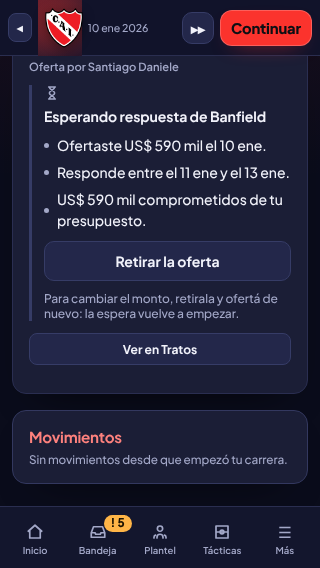 10 ene 2026
Continuar
Oferta por Santiago Daniele
Esperando respuesta de Banfield
Ofertaste US$ 590 mil el 10 ene.
Responde entre el 11 ene y el 13 ene.
US$ 590 mil comprometidos de tu
presupuesto.
Retirar la oferta
Para cambiar el monto, retirala y ofertá de
nuevo: la espera vuelve a empezar.
Ver en Tratos
Movimientos
Sin movimientos desde que empezó tu carrera.
! 5
Inicio
Bandeja
Plantel
Tácticas
Más